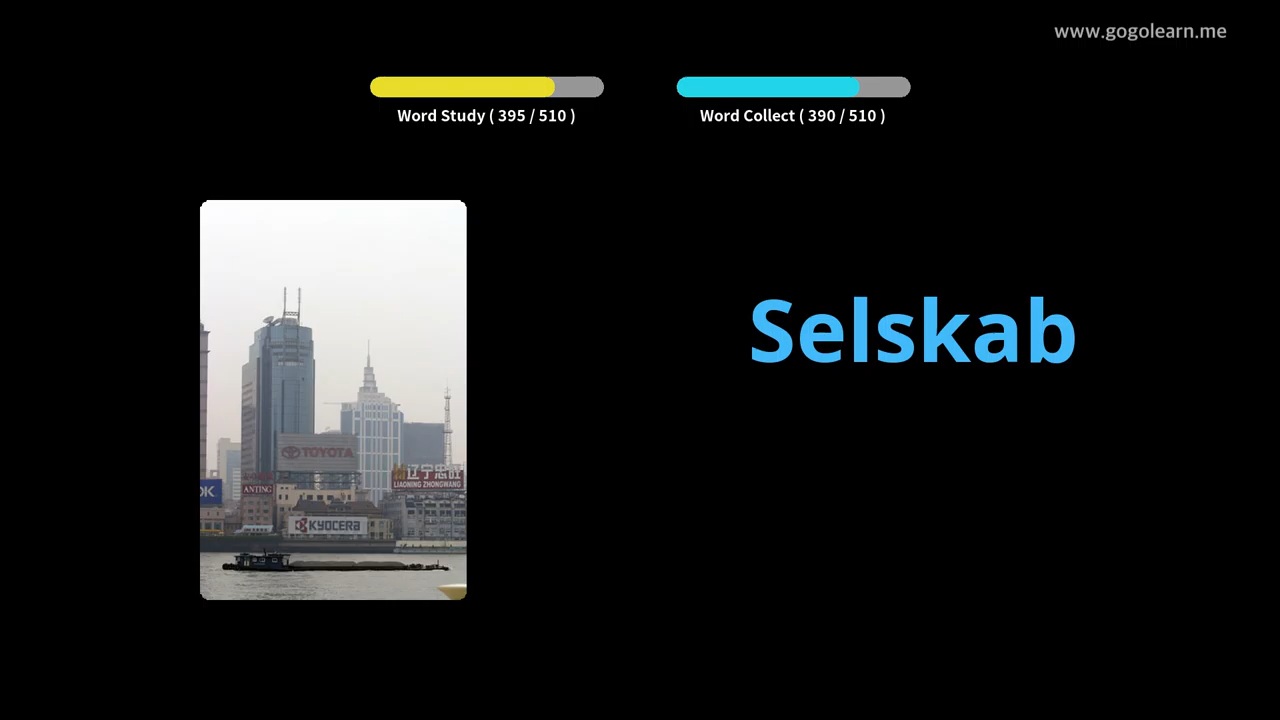 www.gogolearn.me
Word Study ( 395 / 510 )
Word Collect ( 390 / 510 )
Selskab
TOYOTA
辽宁忠旺
LIAONING ZHONGWANG
OK
ANTING
KYOCERA